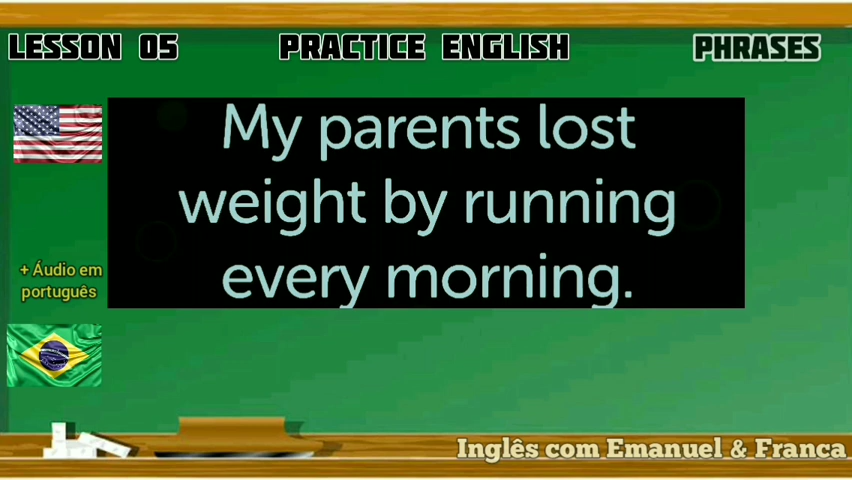 LESSON 05
PRACTICE ENGLISH
PHRASES
My parents lost
weight by running
every morning.
+ Áudio em
português
Inglês com Emanuel & Franca